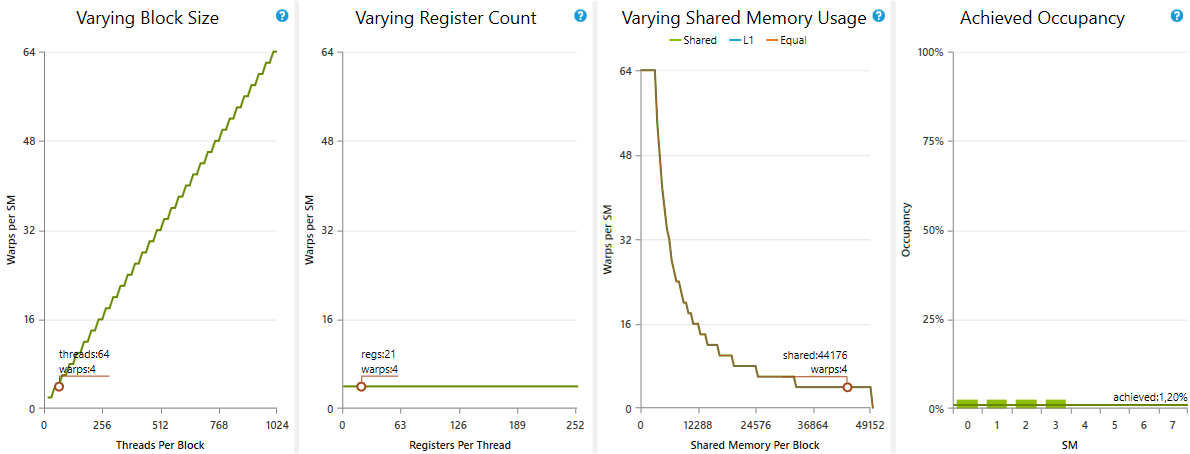 Varying Block Size
?
64
48
32
16
0
Warps per SM
threads:64
warps:4
0
256
512
768
1024
Threads Per Block
Varying Register Count
?
64
48
32
16
0
Warps per SM
regs:21
warps:4
0
63
126
189
252
Registers Per Thread
Varying Shared Memory Usage
?
Shared
L1
Equal
64
48
32
16
0
Warps per SM
shared:44176
warps:4
0
12288
24576
36864
49152
Shared Memory Per Block
Achieved Occupancy
?
100%
75%
50%
25%
0%
Occupancy
achieved:1,20%
0
1
2
3
4
5
6
7
SM